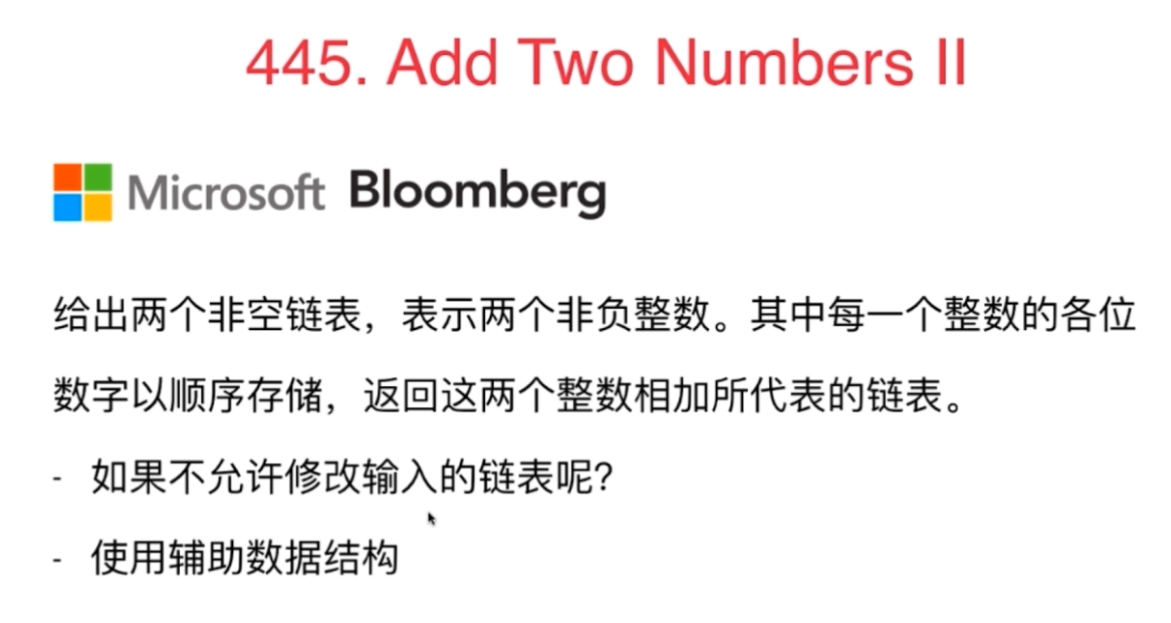 445. Add Two Numbers II
Microsoft Bloomberg
给出两个非空链表，表示两个非负整数。其中每一个整数的各位
数字以顺序存储，返回这两个整数相加所代表的链表。
- 如果不允许修改输入的链表呢？
- 使用辅助数据结构